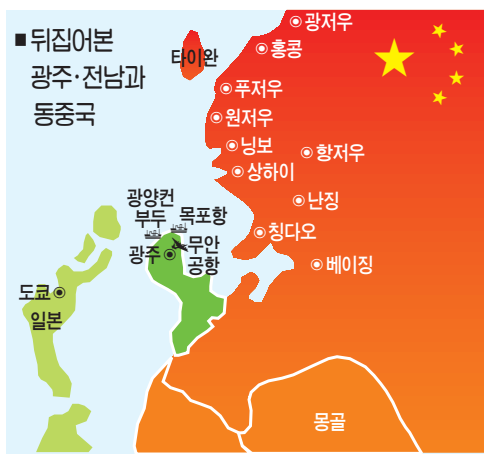 ■ 뒤집어본
광주·전남과
동중국
광저우
홍콩
타이완
푸저우
원저우
닝보
항저우
상하이
난징
광양컨
부두
목포항
칭다오
무안
공항
광주
베이징
도쿄
일본
몽골